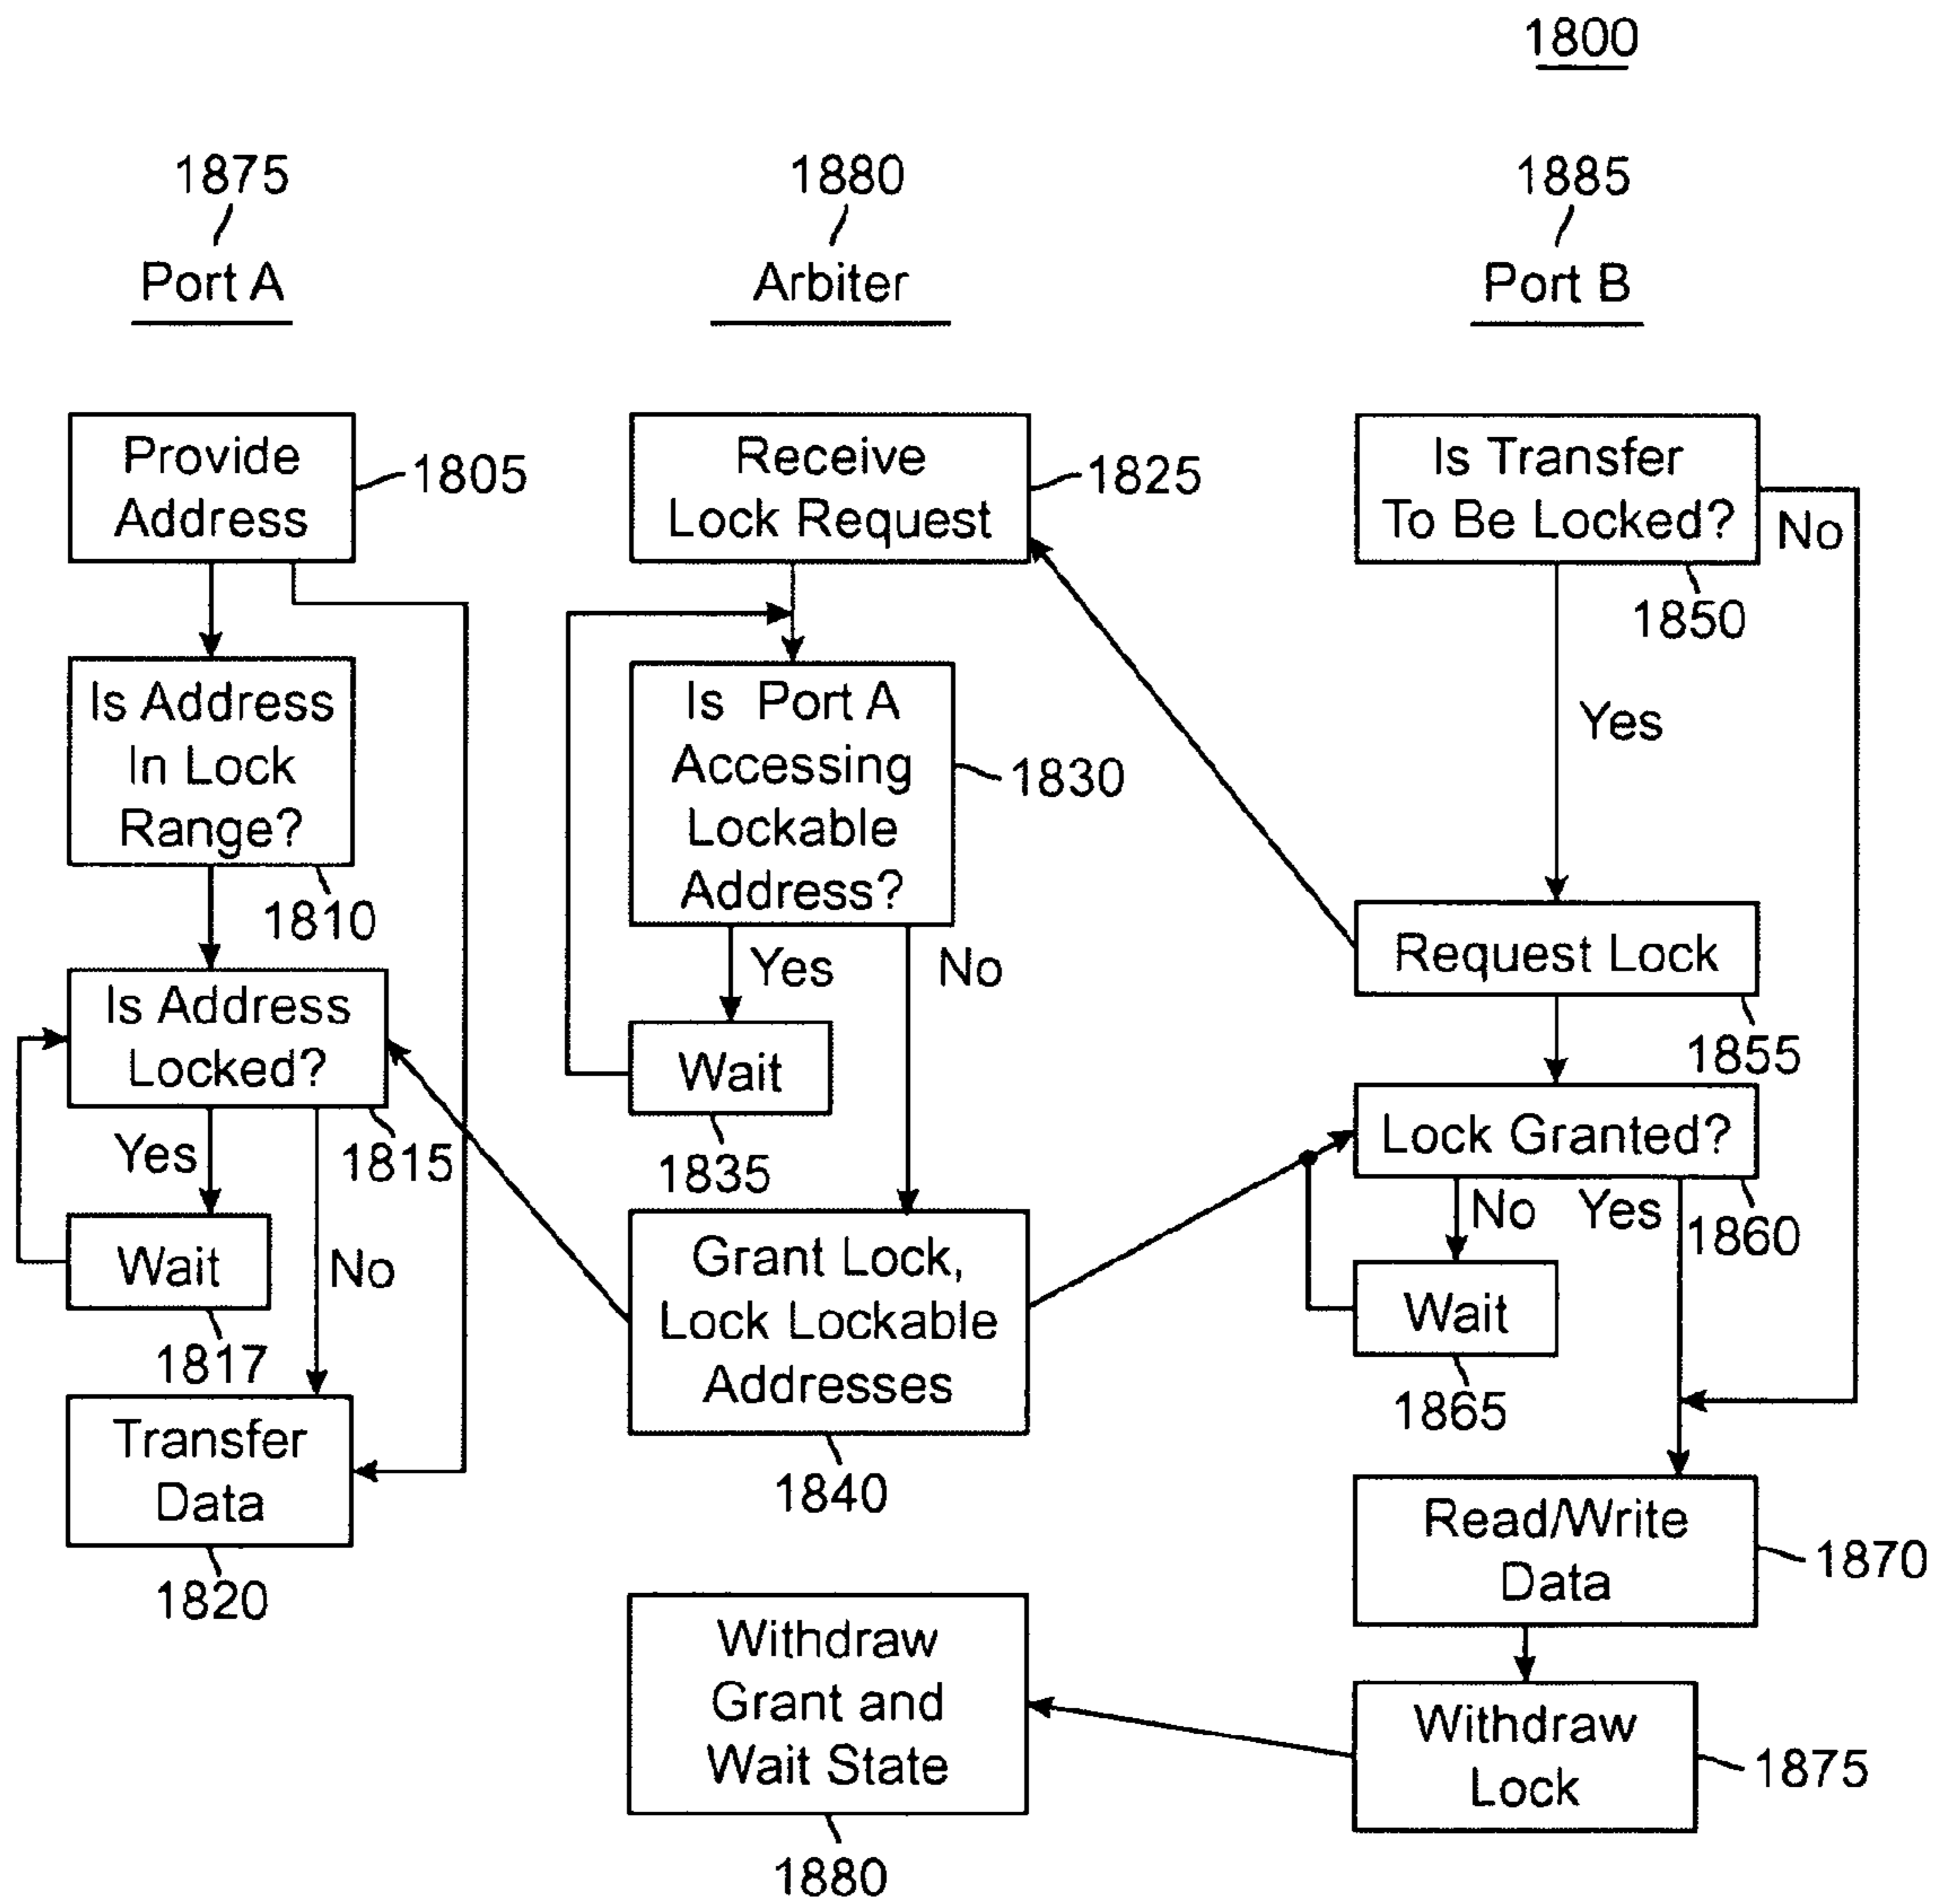 1800
1875
1880
1885
Port A
Arbiter
Port B
Provide
Address
1805
Receive
Lock Request
1825
Is Transfer
To Be Locked?
No
1850
Is Address
In Lock
Range?
1810
Is Port A
Accessing
Lockable
Address?
1830
Yes
Yes
No
Request Lock
1855
Is Address
Locked?
1815
Wait
1835
Lock Granted?
1860
Yes
No
Wait
1817
No
Yes
Grant Lock,
Lock Lockable
Addresses
1840
Wait
1865
Transfer
Data
1820
Read/Write
Data
1870
Withdraw
Grant and
Wait State
1880
Withdraw
Lock
1875